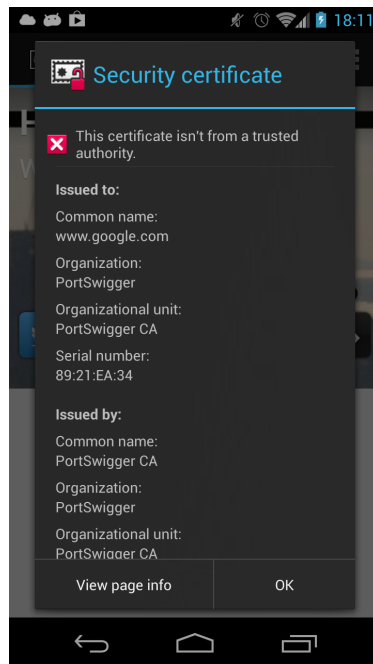 18:11
Security certificate
This certificate isn't from a trusted
authority.
Issued to:
Common name:
www.google.com
Organization:
PortSwigger
Organizational unit:
PortSwigger CA
Serial number:
89:21:EA:34
Issued by:
Common name:
PortSwigger CA
Organization:
PortSwigger
Organizational unit:
PortSwigger CA
View page info
OK